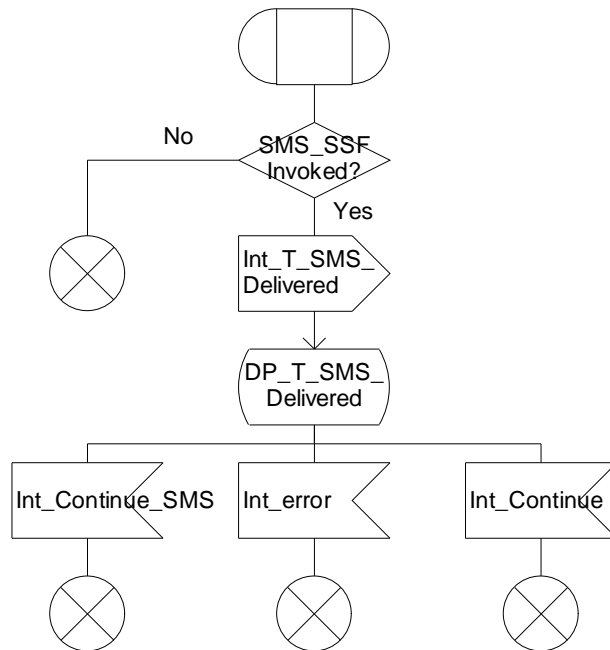 No
SMS_SSF
Invoked?
Yes
Int_T_SMS_
Delivered
DP_T_SMS_
Delivered
Int_Continue_SMS
Int_error
Int_Continue